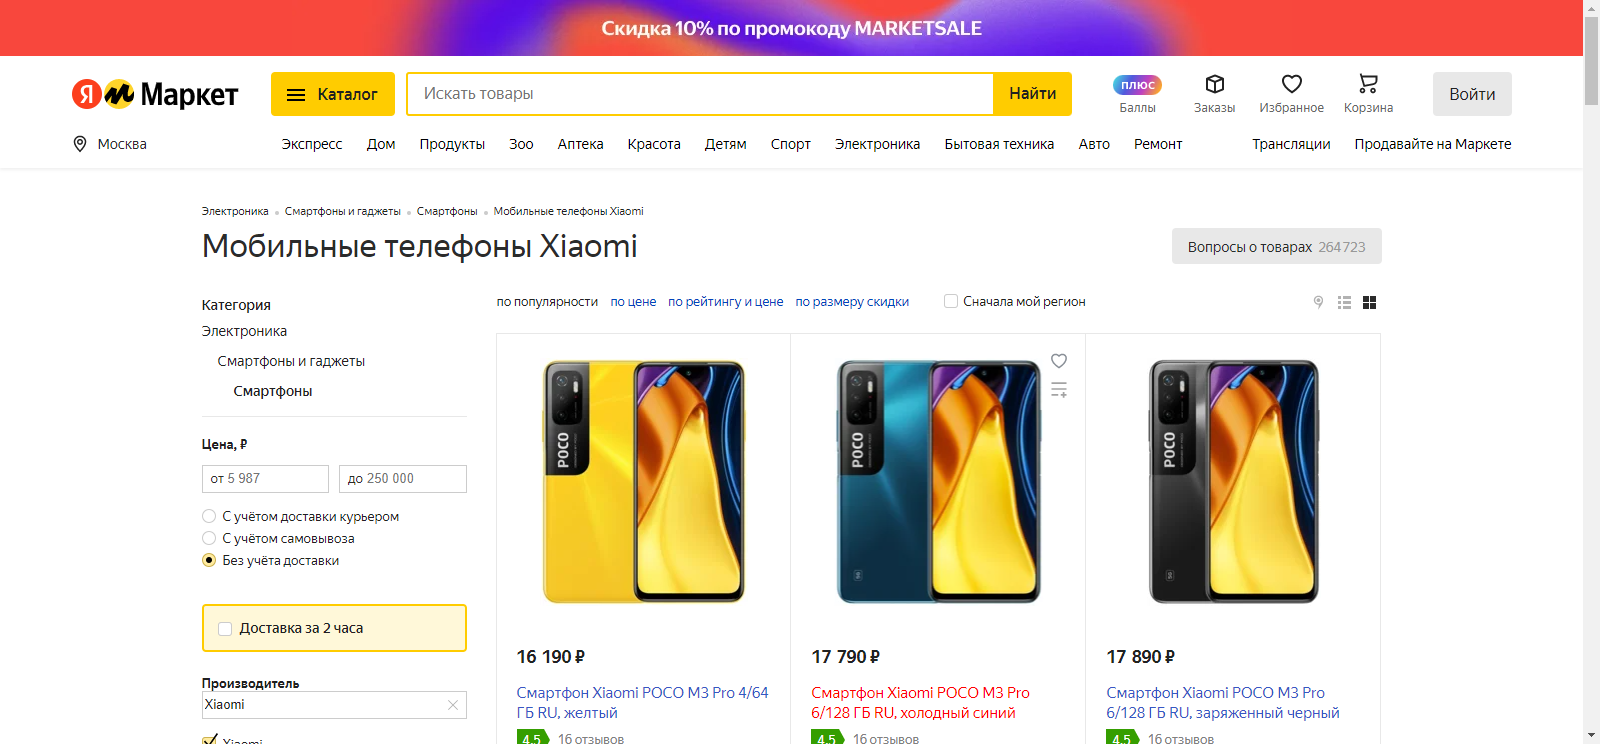 Скидка 10% по промокоду MARKETSALE
Я М Маркет
Каталог
Искать товары
Найти
плюс
Баллы
Заказы
Избранное
Корзина
Войти
Москва
Экспресс Дом Продукты Зоо Аптека Красота Детям Спорт Электроника Бытовая техника Авто Ремонт Трансляции Продавайте на Маркете
Электроника Смартфоны и гаджеты Смартфоны Мобильные телефоны Xiaomi
Мобильные телефоны Xiaomi
Вопросы о товарах 264723
Категория
Электроника
Смартфоны и гаджеты
Смартфоны
Цена, ₽
от 5 987 до 250 000
С учётом доставки курьером
С учётом самовывоза
Без учёта доставки
Доставка за 2 часа
Производитель
Xiaomi
Xiaomi
по популярности по цене по рейтингу и цене по размеру скидки Сначала мой регион
POCO
POCO
5G
POCO
5G
16 190 ₽
Смартфон Xiaomi POCO M3 Pro 4/64
ГБ RU, желтый
4.5 16 отзывов
17 790 ₽
Смартфон Xiaomi POCO M3 Pro
6/128 ГБ RU, холодный синий
4.5 16 отзывов
17 890 ₽
Смартфон Xiaomi POCO M3 Pro
6/128 ГБ RU, заряженный черный
4.5 16 отзывов